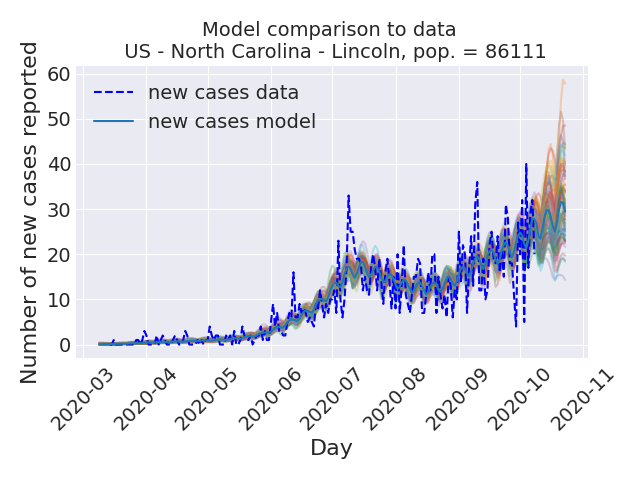 Model comparison to data
US - North Carolina - Lincoln, pop. = 86111
Number of new cases reported
60
50
40
30
20
10
0
new cases data
new cases model
2020-03
2020-04
2020-05
2020-06
2020-07
2020-08
2020-09
2020-10
2020-11
Day